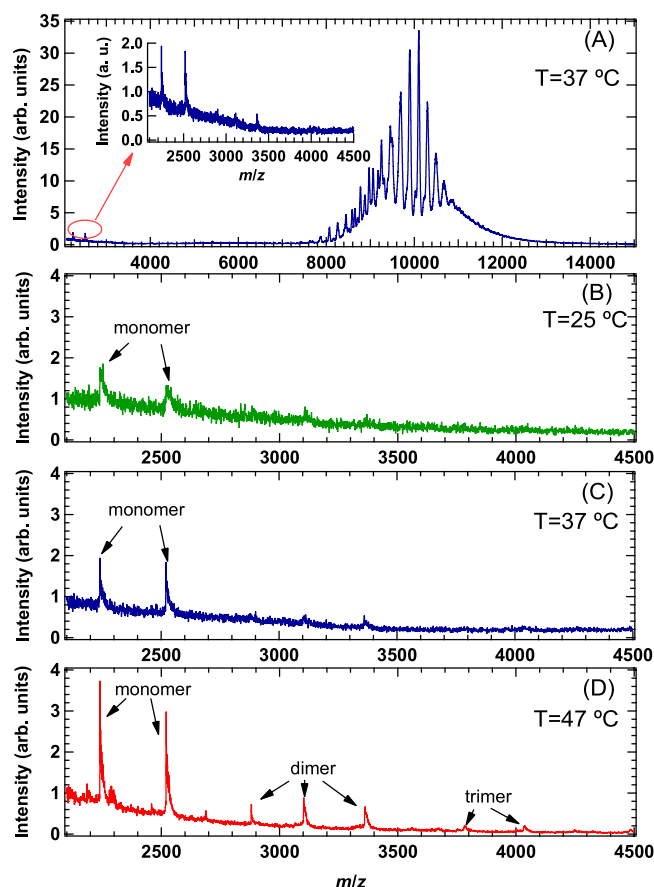 (A)
T=37 ºC
Intensity (arb. units)
35
30
25
20
15
10
5
0
4000 6000 8000 10000 12000 14000
Intensity (a. u.)
2.0
1.5
1.0
0.5
0.0
2500 3000 3500 4000 4500
m/z
(B)
T=25 ºC
monomer
Intensity (arb. units)
4
3
2
1
0
2500 3000 3500 4000 4500
(C)
T=37 ºC
monomer
Intensity (arb. units)
4
3
2
1
0
2500 3000 3500 4000 4500
(D)
T=47 ºC
monomer
dimer
trimer
Intensity (arb. units)
4
3
2
1
0
2500 3000 3500 4000 4500
m/z